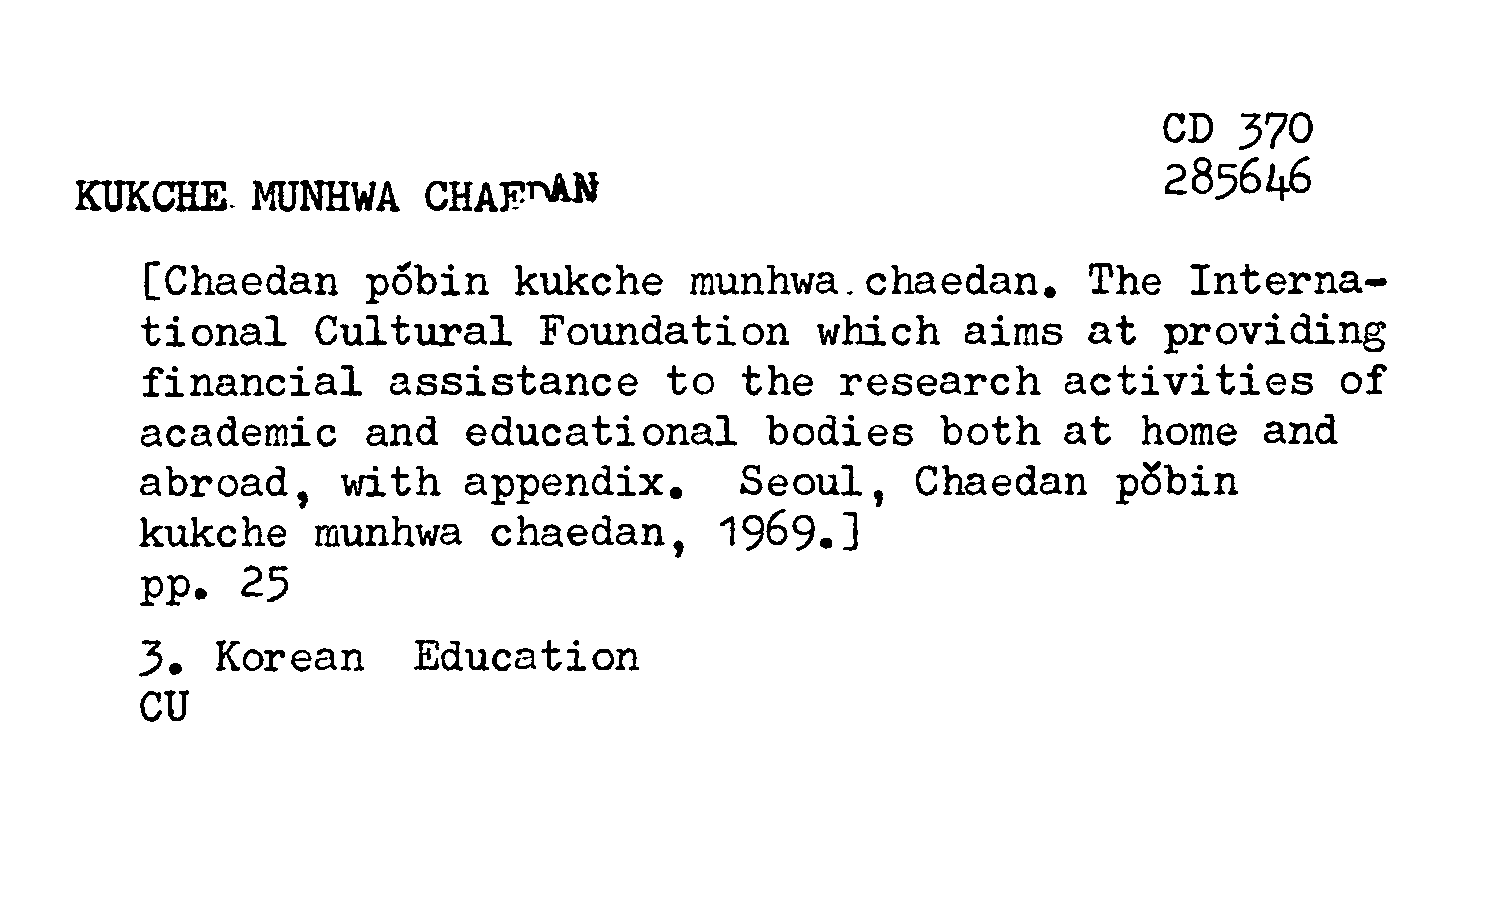 CD 370
285646
KUKCHE MUNHWA CHAEDAN
[Chaedan pŏbin kukche munhwa chaedan. The Interna-
tional Cultural Foundation which aims at providing
financial assistance to the research activities of
academic and educational bodies both at home and
abroad, with appendix. Seoul, Chaedan pŏbin
kukche munhwa chaedan, 1969.]
pp. 25
3. Korean Education
CU